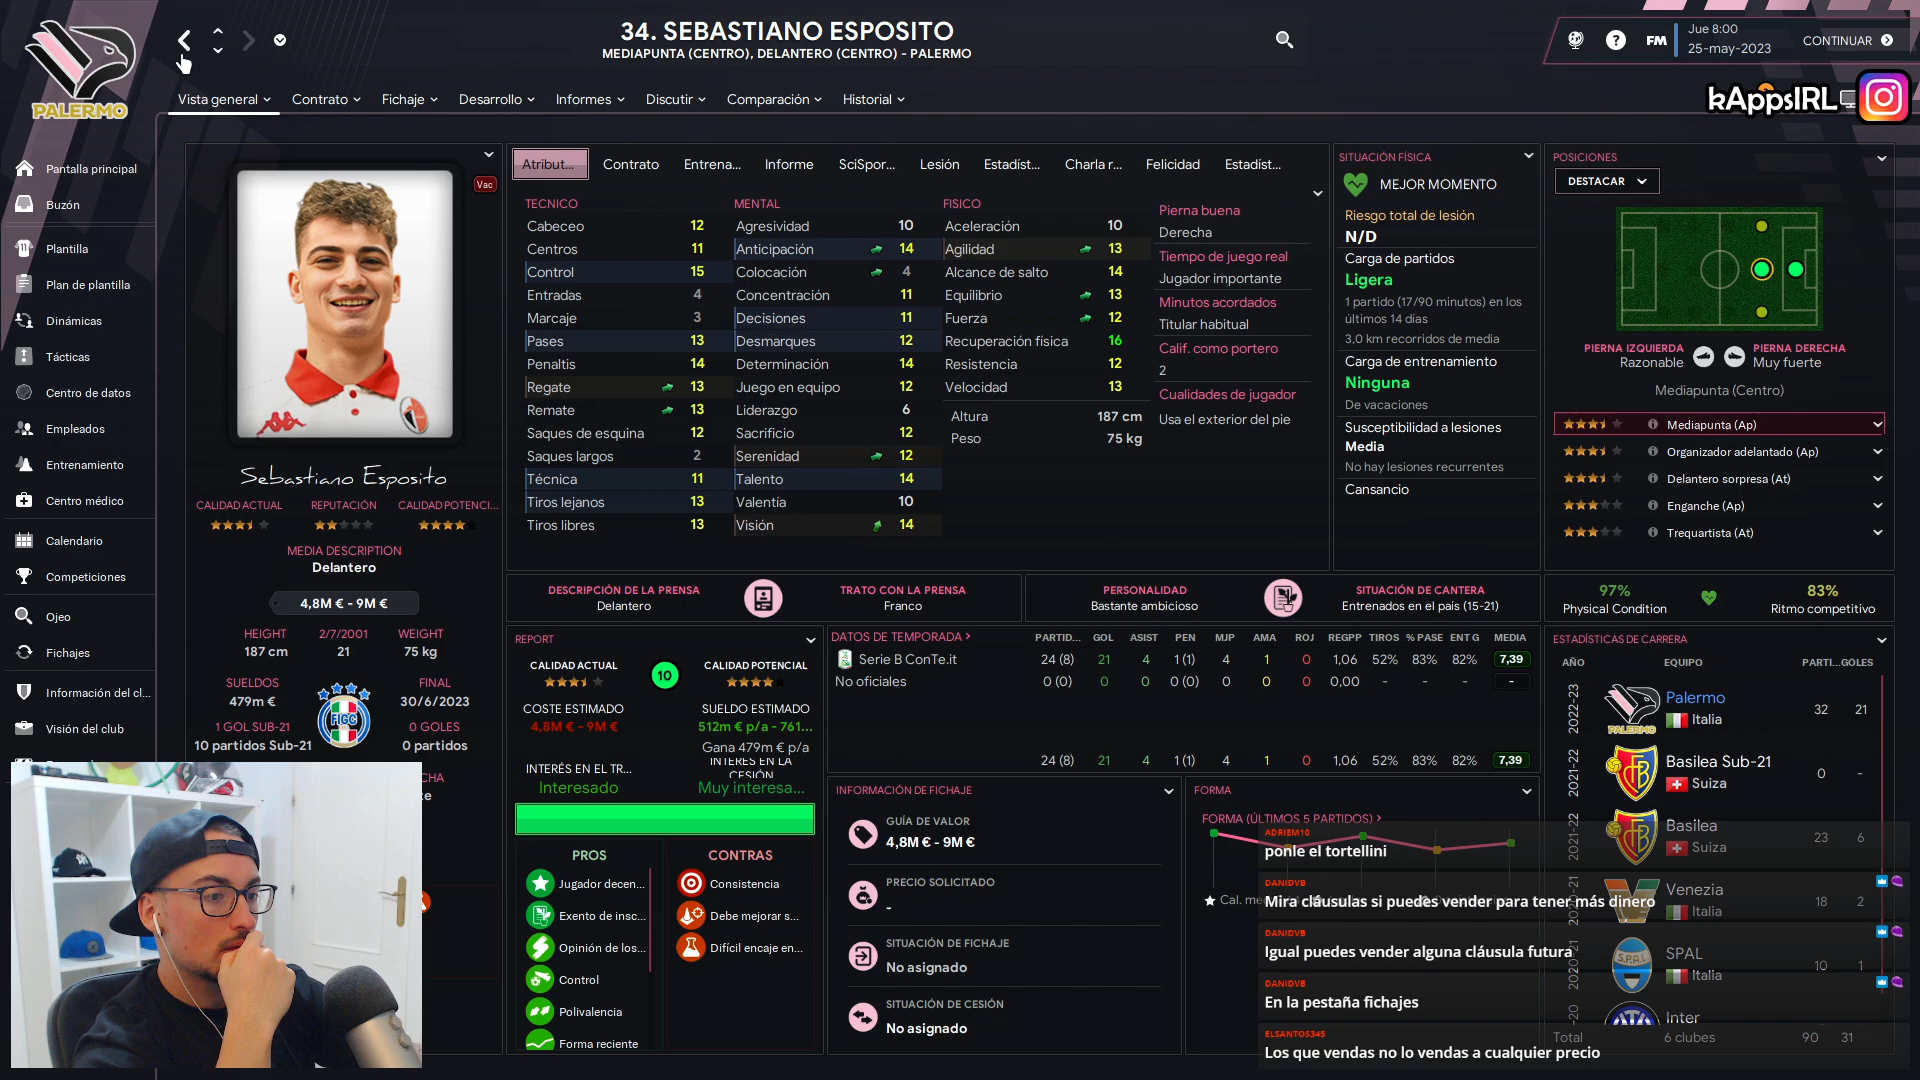 34. SEBASTIANO ESPOSITO
MEDIAPUNTA (CENTRO), DELANTERO (CENTRO) - PALERMO
FM
Jue 8:00
25-may-2023
CONTINUAR
PALERMO
Vista general
Contrato
Fichaje
Desarrollo
Informes
Discutir
Comparación
Historial
kAppsIRL
Pantalla principal
Buzón
Plantilla
Plan de plantilla
Dinámicas
Tácticas
Centro de datos
Empleados
Entrenamiento
Centro médico
Calendario
Competiciones
Ojeo
Fichajes
Información del cl...
Visión del club
Vac
Sebastiano Esposito
CALIDAD ACTUAL
REPUTACIÓN
CALIDAD POTENCI...
MEDIA DESCRIPTION
Delantero
4,8M € - 9M €
HEIGHT
2/7/2001
WEIGHT
187 cm
21
75 kg
SUELDOS
FINAL
479m €
30/6/2023
FIGC
1 GOL SUB-21
0 GOLES
10 partidos Sub-21
0 partidos
Atribut...
Contrato
Entrena...
Informe
SciSpor...
Lesión
Estadíst...
Charla r...
Felicidad
Estadíst...
TECNICO
Cabeceo 12
Centros 11
Control 15
Entradas 4
Marcaje 3
Pases 13
Penaltis 14
Regate 13
Remate 13
Saques de esquina 12
Saques largos 2
Técnica 11
Tiros lejanos 13
Tiros libres 13
MENTAL
Agresividad 10
Anticipación 14
Colocación 4
Concentración 11
Decisiones 11
Desmarques 12
Determinación 14
Juego en equipo 12
Liderazgo 6
Sacrificio 12
Serenidad 12
Talento 14
Valentía 10
Visión 14
FISICO
Aceleración 10
Agilidad 13
Alcance de salto 14
Equilibrio 13
Fuerza 12
Recuperación física 16
Resistencia 12
Velocidad 13
Altura 187 cm
Peso 75 kg
Pierna buena
Derecha
Tiempo de juego real
Jugador importante
Minutos acordados
Titular habitual
Calif. como portero
2
Cualidades de jugador
Usa el exterior del pie
SITUACIÓN FÍSICA
MEJOR MOMENTO
Riesgo total de lesión
N/D
Carga de partidos
Ligera
1 partido (17/90 minutos) en los
últimos 14 días
3,0 km recorridos de media
Carga de entrenamiento
Ninguna
De vacaciones
Susceptibilidad a lesiones
Media
No hay lesiones recurrentes
Cansancio
POSICIONES
DESTACAR
PIERNA IZQUIERDA
Razonable
PIERNA DERECHA
Muy fuerte
Mediapunta (Centro)
Mediapunta (Ap)
Organizador adelantado (Ap)
Delantero sorpresa (At)
Enganche (Ap)
Trequartista (At)
DESCRIPCIÓN DE LA PRENSA
Delantero
TRATO CON LA PRENSA
Franco
PERSONALIDAD
Bastante ambicioso
SITUACIÓN DE CANTERA
Entrenados en el país (15-21)
97%
Physical Condition
83%
Ritmo competitivo
REPORT
CALIDAD ACTUAL
10
CALIDAD POTENCIAL
COSTE ESTIMADO
4,8M € - 9M €
SUELDO ESTIMADO
512m € p/a - 761...
Gana 479m € p/a
INTERÉS EN EL TR...
Interesado
INTERÉS EN LA
CESIÓN
Muy interesa...
PROS
Jugador decen...
Exento de insc...
Opinión de los...
Control
Polivalencia
Forma reciente
CONTRAS
Consistencia
Debe mejorar s...
Difícil encaje en...
DATOS DE TEMPORADA >
PARTID... GOL ASIST PEN MJP AMA ROJ REGPP TIROS % PASE ENT G MEDIA
Serie B ConTe.it 24 (8) 21 4 1 (1) 4 1 0 1,06 52% 83% 82% 7,39
No oficiales 0 (0) 0 0 0 (0) 0 0 0 0,00 - - - -
24 (8) 21 4 1 (1) 4 1 0 1,06 52% 83% 82% 7,39
INFORMACIÓN DE FICHAJE
GUÍA DE VALOR
4,8M € - 9M €
PRECIO SOLICITADO
-
SITUACIÓN DE FICHAJE
No asignado
SITUACIÓN DE CESIÓN
No asignado
FORMA
FORMA (ÚLTIMOS 5 PARTIDOS) >
ESTADÍSTICAS DE CARRERA
AÑO EQUIPO PARTI... GOLES
2022-23 Palermo Italia 32 21
2021-22 Basilea Sub-21 Suiza 0 -
2021-22 Basilea Suiza 23 6
2020-21 Venezia Italia 18 2
2020-21 SPAL Italia 10 1
Inter
Total 6 clubes 90 31
ADRIEM10
ponle el tortellini
DANIDVB
Mira cláusulas si puedes vender para tener más dinero
DANIDVB
Igual puedes vender alguna cláusula futura
DANIDVB
En la pestaña fichajes
ELSANTOS345
Los que vendas no lo vendas a cualquier precio